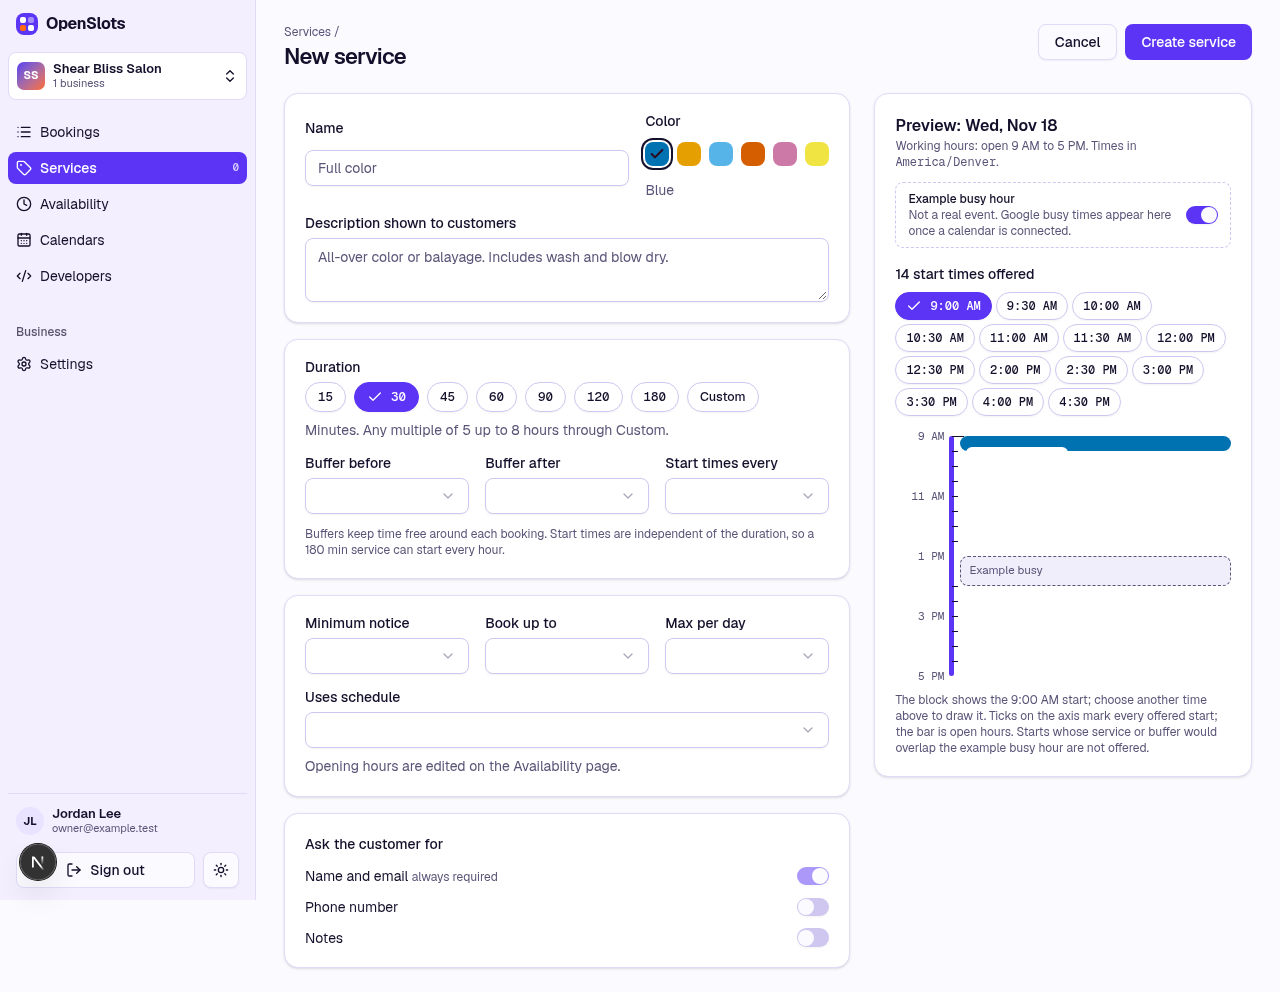 OpenSlots
SS
Shear Bliss Salon
1 business
Bookings
Services
0
Availability
Calendars
Developers
Business
Settings
JL
Jordan Lee
owner@example.test
N
Sign out
Services /
New service
Cancel
Create service
Name
Full color
Color
Blue
Description shown to customers
All-over color or balayage. Includes wash and blow dry.
Duration
15
30
45
60
90
120
180
Custom
Minutes. Any multiple of 5 up to 8 hours through Custom.
Buffer before
Buffer after
Start times every
Buffers keep time free around each booking. Start times are independent of the duration, so a
180 min service can start every hour.
Minimum notice
Book up to
Max per day
Uses schedule
Opening hours are edited on the Availability page.
Ask the customer for
Name and email always required
Phone number
Notes
Preview: Wed, Nov 18
Working hours: open 9 AM to 5 PM. Times in
America/Denver.
Example busy hour
Not a real event. Google busy times appear here
once a calendar is connected.
14 start times offered
9:00 AM
9:30 AM
10:00 AM
10:30 AM
11:00 AM
11:30 AM
12:00 PM
12:30 PM
2:00 PM
2:30 PM
3:00 PM
3:30 PM
4:00 PM
4:30 PM
9 AM
11 AM
1 PM
Example busy
3 PM
5 PM
The block shows the 9:00 AM start; choose another time
above to draw it. Ticks on the axis mark every offered start;
the bar is open hours. Starts whose service or buffer would
overlap the example busy hour are not offered.